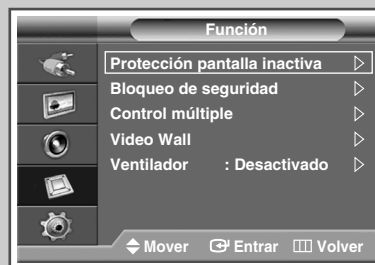 Función
Protección pantalla inactiva
Bloqueo de seguridad
Control múltiple
Video Wall
Ventilador : Desactivado
Mover Entrar Volver